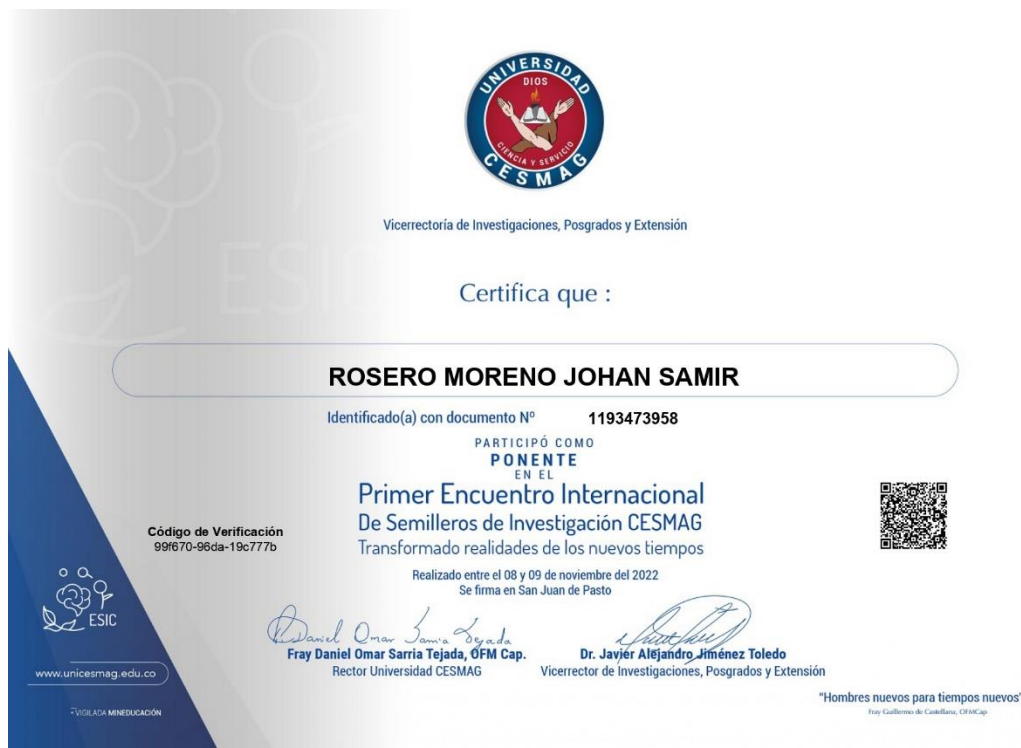 UNIVERSIDAD
DIOS
CIENCIA Y SERVICIO
CESMAG
Vicerrectoría de Investigaciones, Posgrados y Extensión
ESIC
Certifica que :
ROSERO MORENO JOHAN SAMIR
Identificado(a) con documento Nº 1193473958
PARTICIPÓ COMO
PONENTE
EN EL
Primer Encuentro Internacional
De Semilleros de Investigación CESMAG
Transformado realidades de los nuevos tiempos
Código de Verificación
99f670-96da-19c777b
Realizado entre el 08 y 09 de noviembre del 2022
Se firma en San Juan de Pasto
ESIC
Daniel Omar Sarria Tejada
Fray Daniel Omar Sarria Tejada, OFM Cap.
Rector Universidad CESMAG
Dr. Javier Alejandro Jiménez Toledo
Vicerrector de Investigaciones, Posgrados y Extensión
www.unicesmag.edu.co
VIGILADA MINEDUCACIÓN
"Hombres nuevos para tiempos nuevos"
Fray Guillermo de Castellana, OFMCap